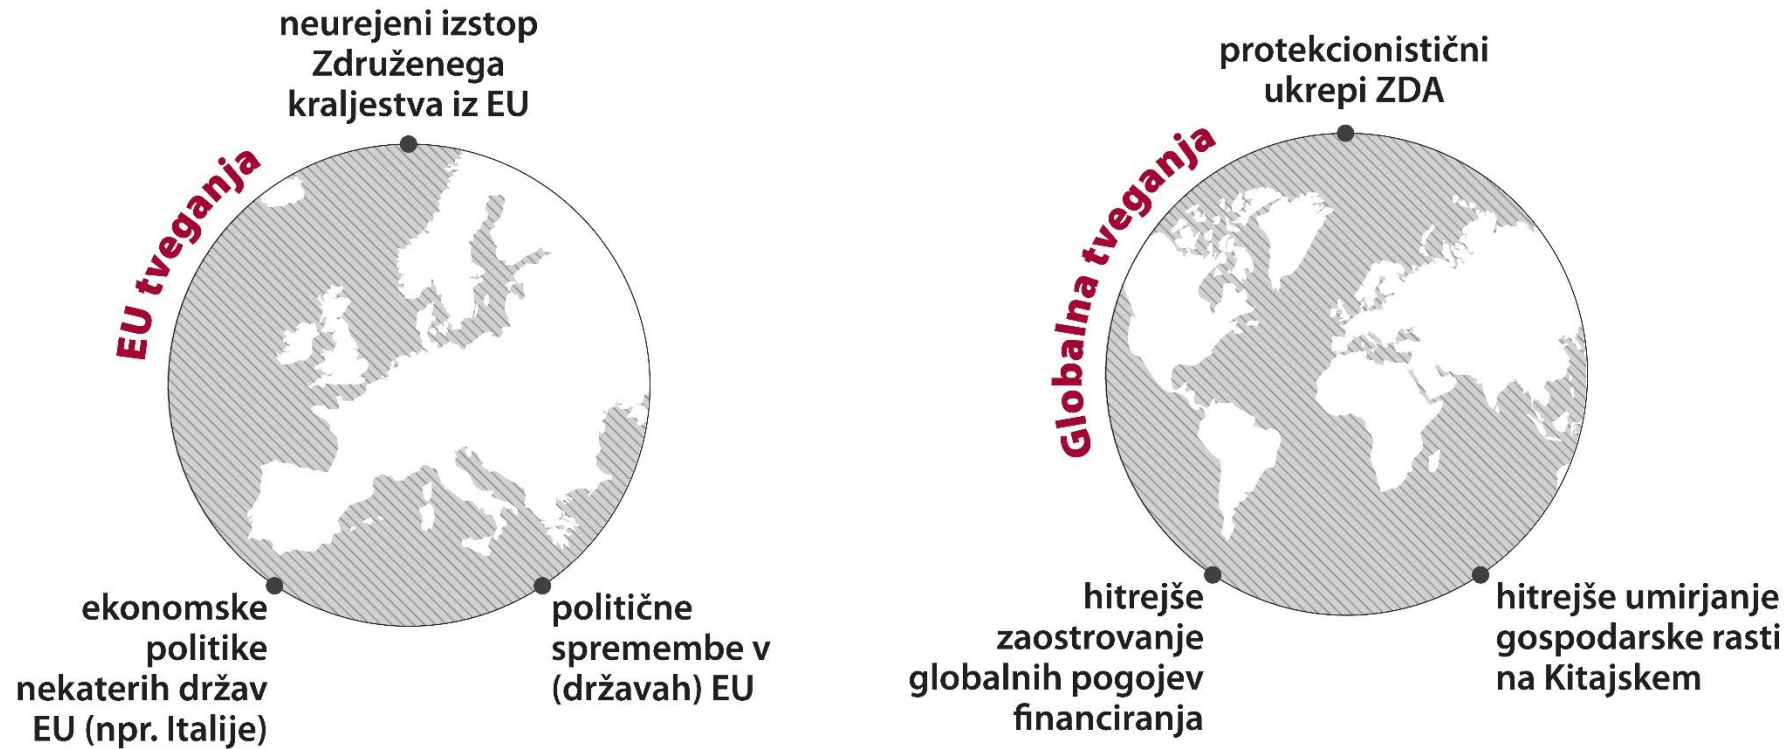 neurejeni izstop
Združenega
kraljestva iz EU
EU tveganja
ekonomske
politike
nekaterih držav
EU (npr. Italije)
politične
spremembe v
(državah) EU
protekcionistični
ukrepi ZDA
Globalna tveganja
hitrejše
zaostrovanje
globalnih pogojev
financiranja
hitrejše umirjanje
gospodarske rasti
na Kitajskem